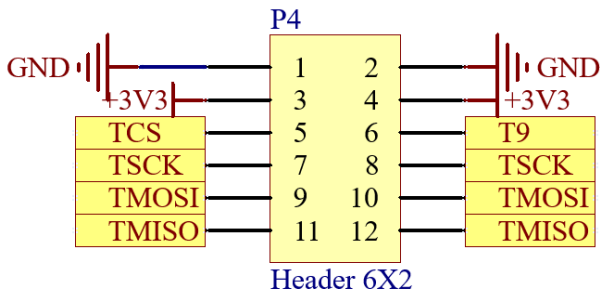 P4
GND 1 2 GND
+3V3 3 4 +3V3
TCS 5 6 T9
TSCK 7 8 TSCK
TMOSI 9 10 TMOSI
TMISO 11 12 TMISO
Header 6X2